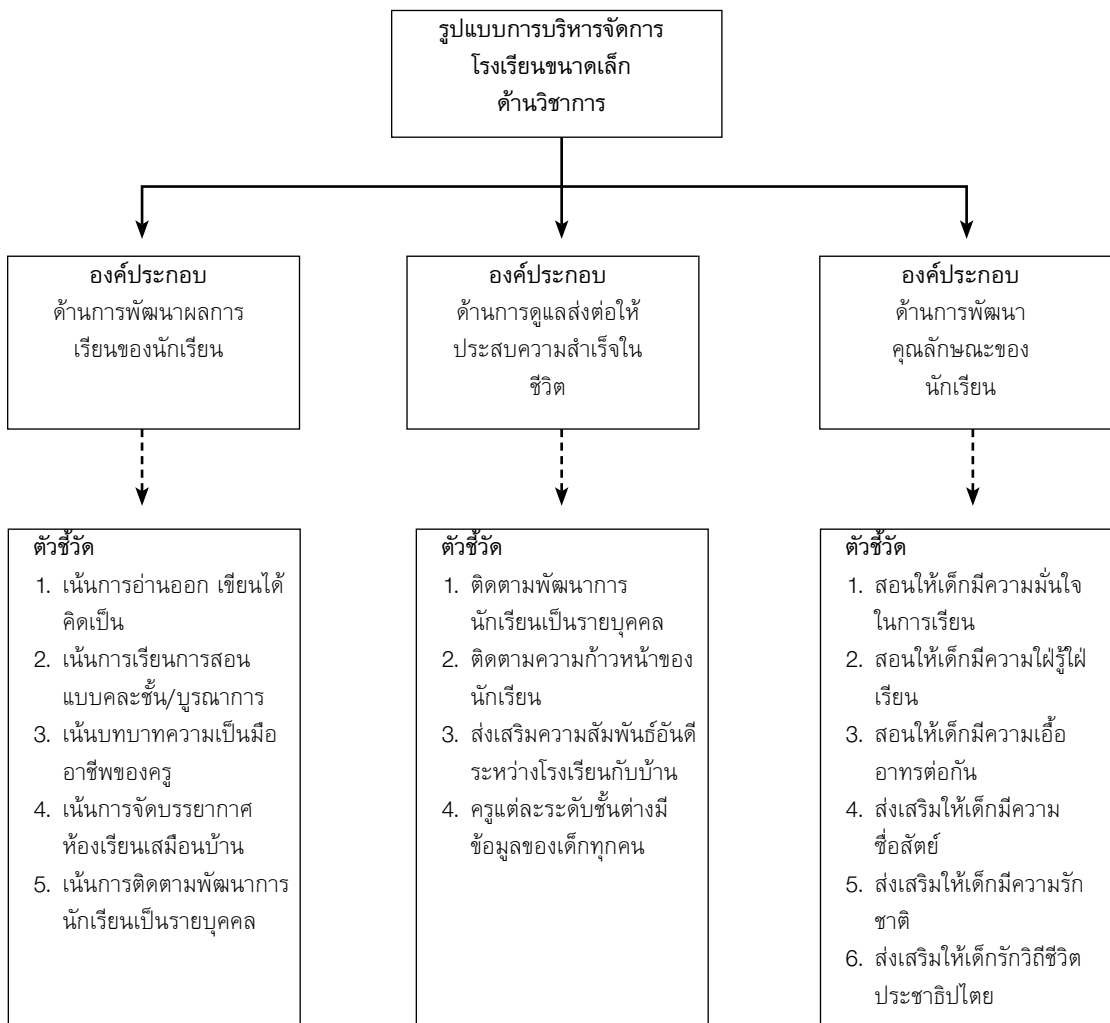 รูปแบบการบริหารจัดการ
โรงเรียนขนาดเล็ก
ด้านวิชาการ
องค์ประกอบ
ด้านการพัฒนาผลการ
เรียนของนักเรียน
องค์ประกอบ
ด้านการดูแลส่งต่อให้
ประสบความสำเร็จใน
ชีวิต
องค์ประกอบ
ด้านการพัฒนา
คุณลักษณะของ
นักเรียน
ตัวชี้วัด
1. เน้นการอ่านออก เขียนได้
คิดเป็น
2. เน้นการเรียนการสอน
แบบคละชั้น/บูรณาการ
3. เน้นบทบาทความเป็นมือ
อาชีพของครู
4. เน้นการจัดบรรยากาศ
ห้องเรียนเสมือนบ้าน
5. เน้นการติดตามพัฒนาการ
นักเรียนเป็นรายบุคคล
ตัวชี้วัด
1. ติดตามพัฒนาการ
นักเรียนเป็นรายบุคคล
2. ติดตามความก้าวหน้าของ
นักเรียน
3. ส่งเสริมความสัมพันธ์อันดี
ระหว่างโรงเรียนกับบ้าน
4. ครูแต่ละระดับชั้นต่างมี
ข้อมูลของเด็กทุกคน
ตัวชี้วัด
1. สอนให้เด็กมีความมั่นใจ
ในการเรียน
2. สอนให้เด็กมีความใฝ่รู้ใฝ่
เรียน
3. สอนให้เด็กมีความเอื้อ
อาทรต่อกัน
4. ส่งเสริมให้เด็กมีความ
ซื่อสัตย์
5. ส่งเสริมให้เด็กมีความรัก
ชาติ
6. ส่งเสริมให้เด็กรักวิถีชีวิต
ประชาธิปไตย